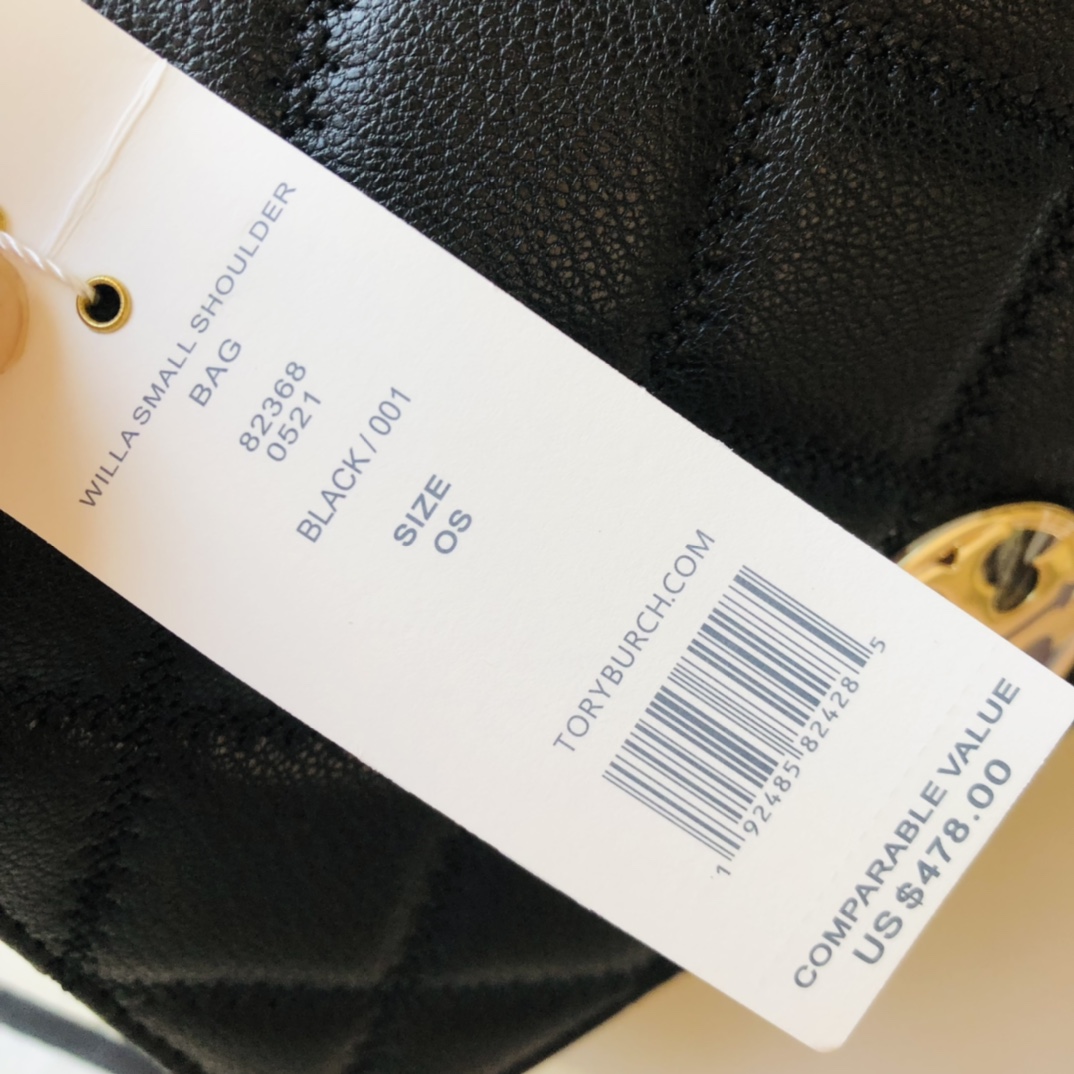 WILLA SMALL SHOULDER
BAG
82368
0521
BLACK / 001
SIZE
OS
TORYBURCH.COM
1 92485 82428 5
COMPARABLE VALUE
US $478.00